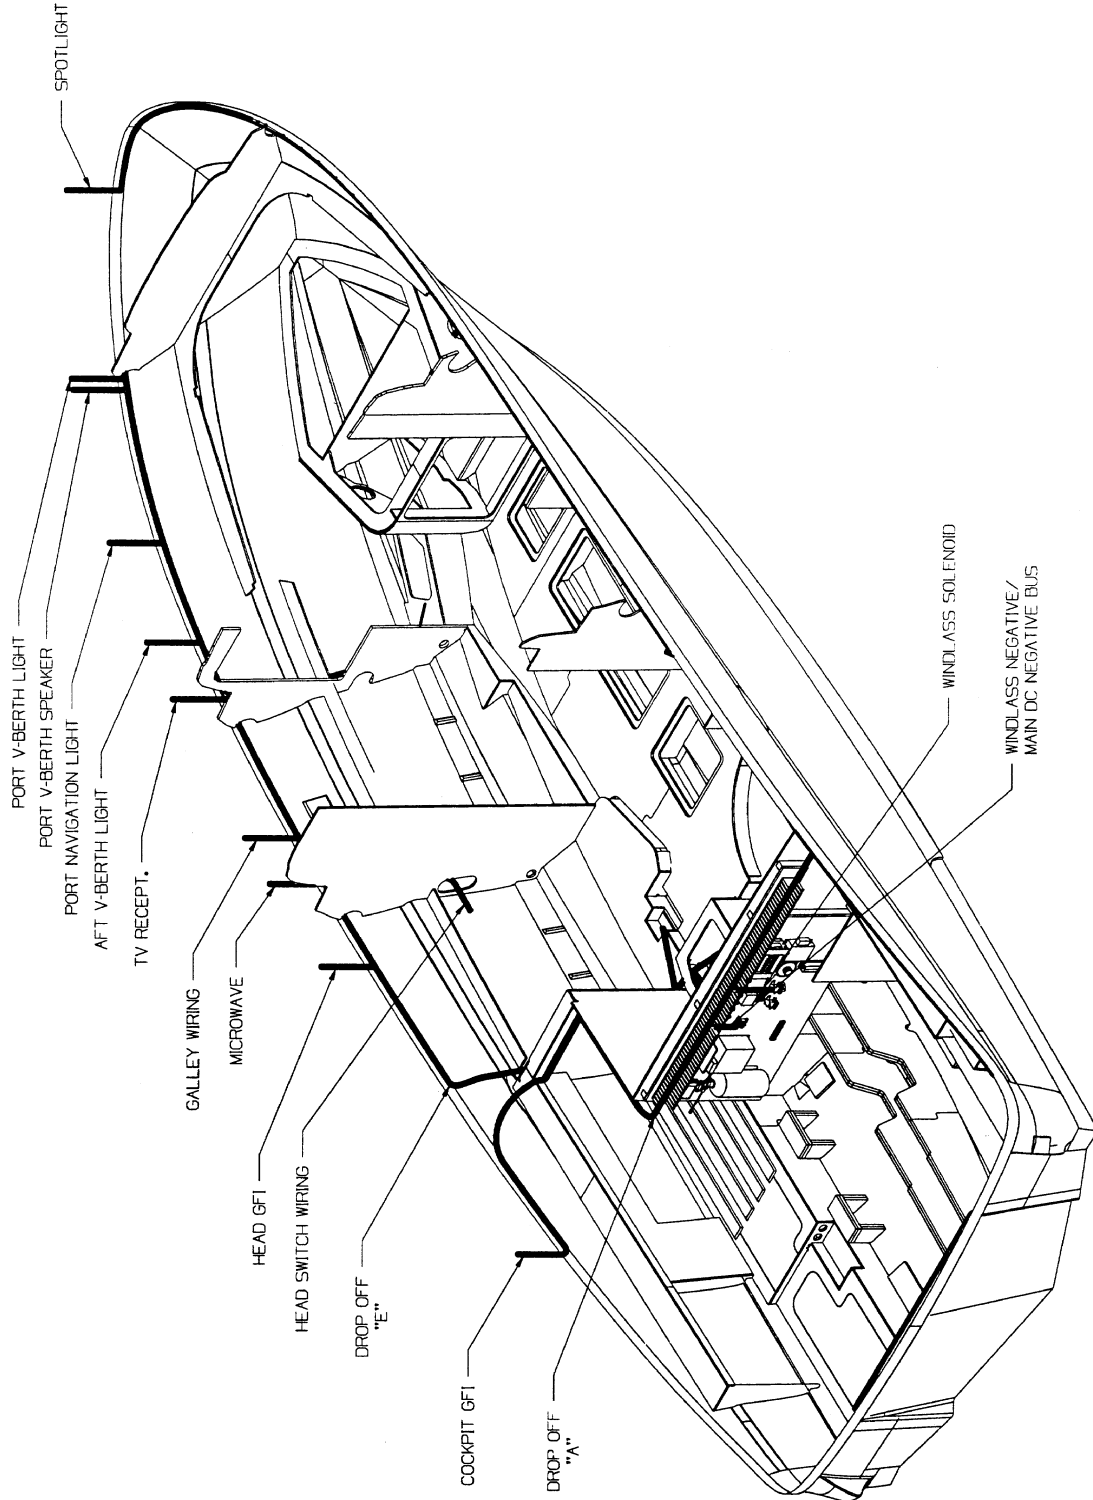 SPOTLIGHT
PORT V-BERTH LIGHT
PORT V-BERTH SPEAKER
PORT NAVIGATION LIGHT
AFT V-BERTH LIGHT
TV RECEPT.
GALLEY WIRING
MICROWAVE
HEAD GFI
HEAD SWITCH WIRING
DROP OFF
"E"
COCKPIT GFI
DROP OFF
"A"
WINDLASS SOLENOID
WINDLASS NEGATIVE/
MAIN DC NEGATIVE BUS